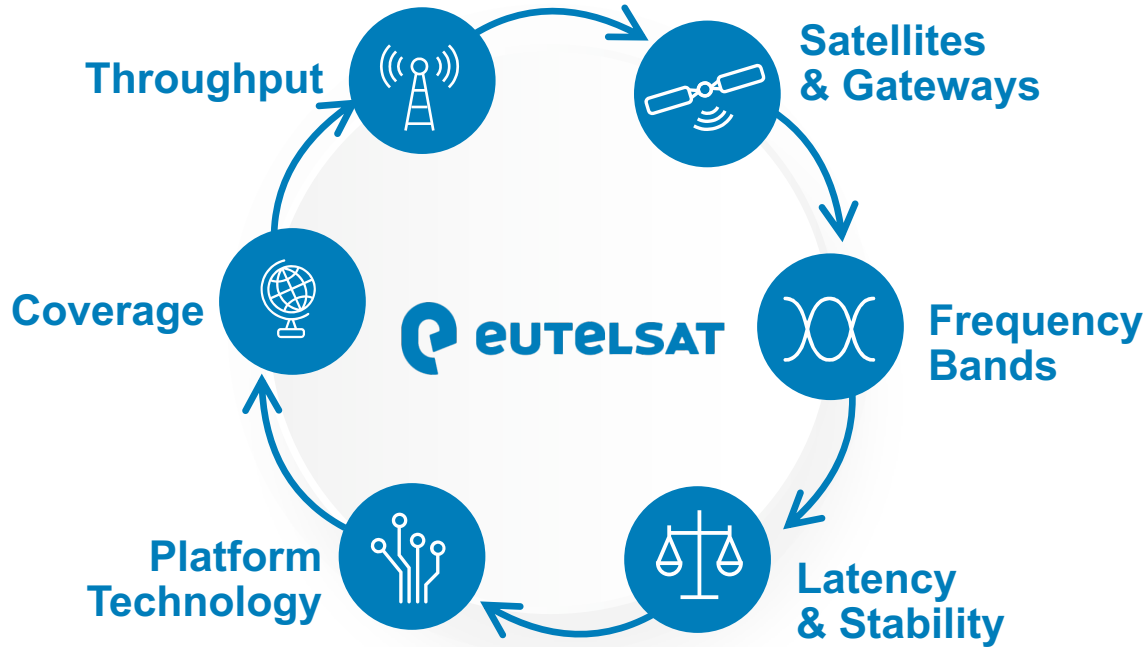 Throughput
Satellites
& Gateways
Coverage
eutelsat
Frequency
Bands
Platform
Technology
Latency
& Stability